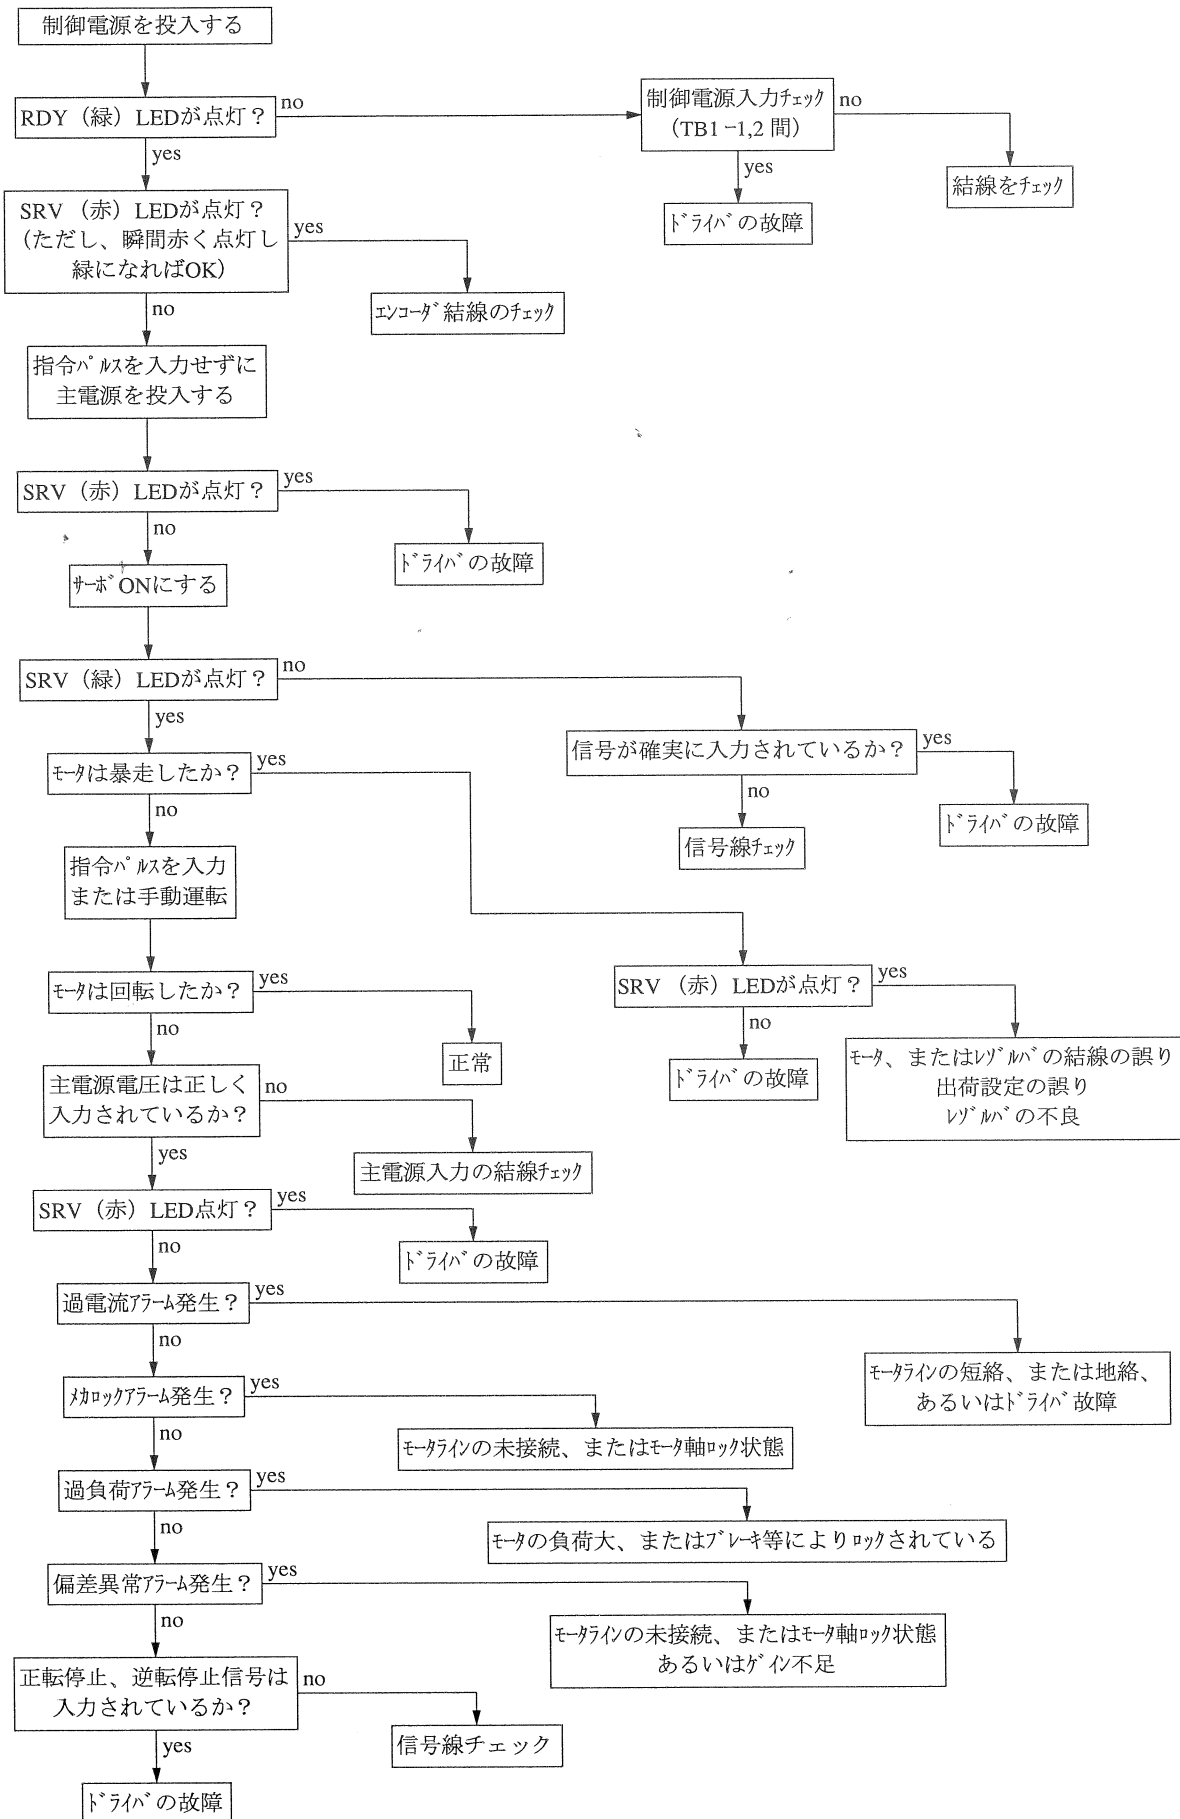 制御電源を投入する
RDY（緑）LEDが点灯？
no
制御電源入力ﾁｪｯｸ
（TB1－1,2 間）
no
yes
yes
結線をﾁｪｯｸ
ﾄﾞﾗｲﾊﾞの故障
SRV （赤）LEDが点灯？
（ただし、瞬間赤く点灯し
緑になればOK）
yes
no
ｴﾝｺｰﾀﾞ結線のﾁｪｯｸ
指令ﾊﾟﾙｽを入力せずに
主電源を投入する
SRV（赤）LEDが点灯？
yes
no
ﾄﾞﾗｲﾊﾞの故障
ｻｰﾎﾞONにする
SRV（緑）LEDが点灯？
no
yes
信号が確実に入力されているか？
yes
no
ﾄﾞﾗｲﾊﾞの故障
信号線ﾁｪｯｸ
ﾓｰﾀは暴走したか？
yes
no
指令ﾊﾟﾙｽを入力
または手動運転
SRV （赤）LEDが点灯？
yes
no
ﾄﾞﾗｲﾊﾞの故障
ﾓｰﾀ、またはﾚｿﾞﾙﾊﾞの結線の誤り
出荷設定の誤り
ﾚｿﾞﾙﾊﾞの不良
ﾓｰﾀは回転したか？
yes
no
正常
主電源電圧は正しく
入力されているか？
no
yes
主電源入力の結線ﾁｪｯｸ
SRV（赤）LED点灯？
yes
no
ﾄﾞﾗｲﾊﾞの故障
過電流ｱﾗｰﾑ発生？
yes
no
ﾓｰﾀﾗｲﾝの短絡、または地絡、
あるいはﾄﾞﾗｲﾊﾞ故障
ﾒｶﾛｯｸｱﾗｰﾑ発生？
yes
no
ﾓｰﾀﾗｲﾝの未接続、またはﾓｰﾀ軸ﾛｯｸ状態
過負荷ｱﾗｰﾑ発生？
yes
no
ﾓｰﾀの負荷大、またはﾌﾞﾚｰｷ等によりﾛｯｸされている
偏差異常ｱﾗｰﾑ発生？
yes
no
ﾓｰﾀﾗｲﾝの未接続、またはﾓｰﾀ軸ﾛｯｸ状態
あるいはｹﾞｲﾝ不足
正転停止、逆転停止信号は
入力されているか？
no
yes
信号線チェック
ﾄﾞﾗｲﾊﾞの故障